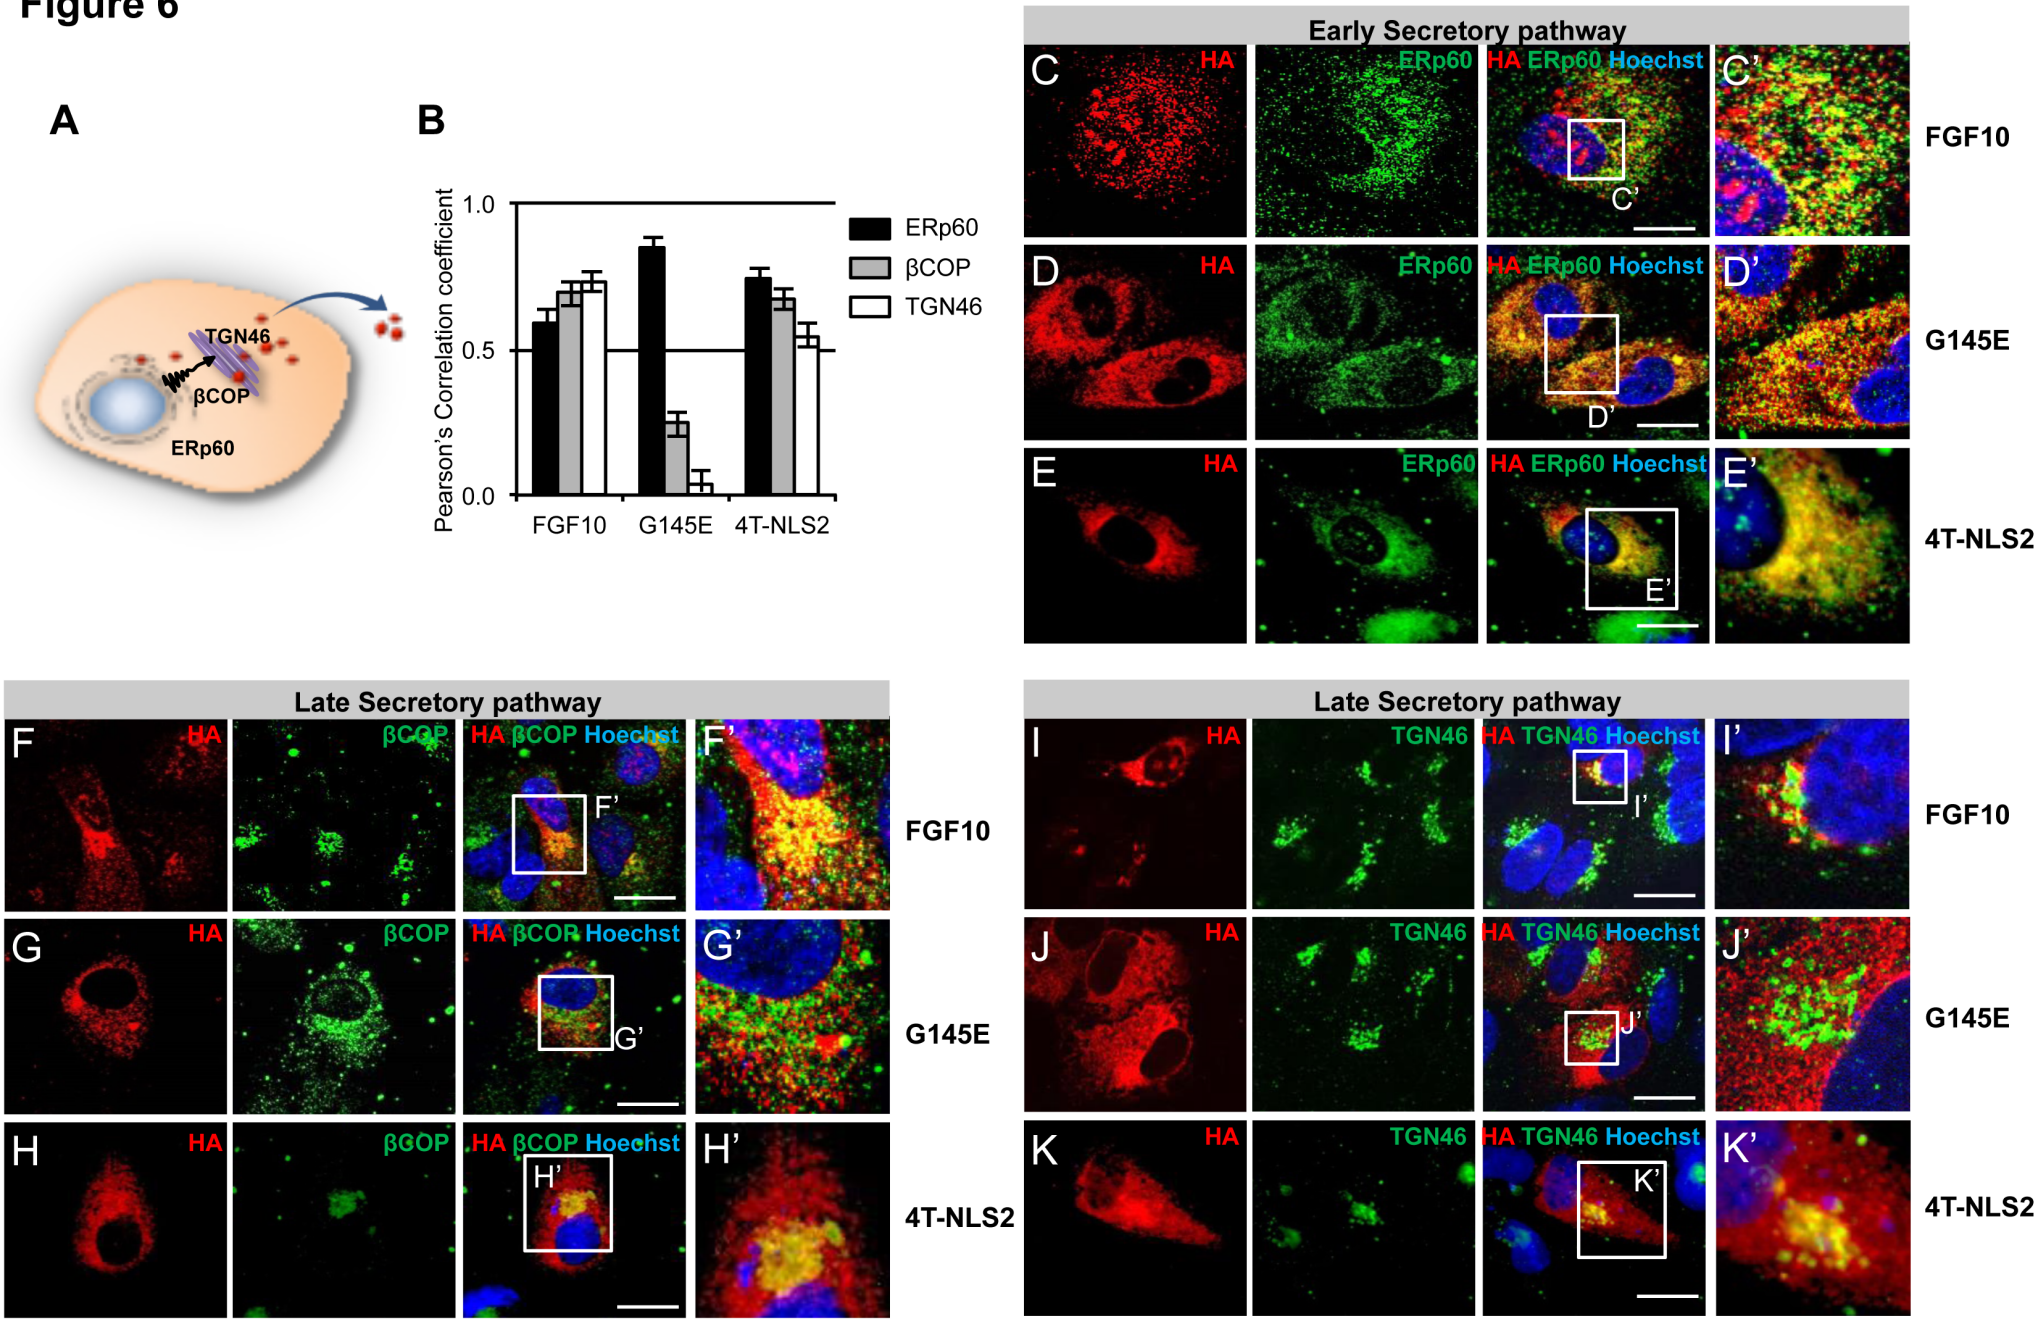 Figure 6
A
TGN46
βCOP
ERp60
B
Pearson's Correlation coefficient
1.0
0.5
0.0
FGF10 G145E 4T-NLS2
ERp60
βCOP
TGN46
Early Secretory pathway
C HA ERp60 HA ERp60 Hoechst C'
C'
FGF10
D HA ERp60 HA ERp60 Hoechst D'
D'
G145E
E HA ERp60 HA ERp60 Hoechst E'
E'
4T-NLS2
Late Secretory pathway
F HA βCOP HA βCOP Hoechst F'
F'
FGF10
G HA βCOP HA βCOP Hoechst G'
G'
G145E
H HA βCOP HA βCOP Hoechst H'
H'
4T-NLS2
Late Secretory pathway
I HA TGN46 HA TGN46 Hoechst I'
I'
FGF10
J HA TGN46 HA TGN46 Hoechst J'
J'
G145E
K HA TGN46 HA TGN46 Hoechst K'
K'
4T-NLS2